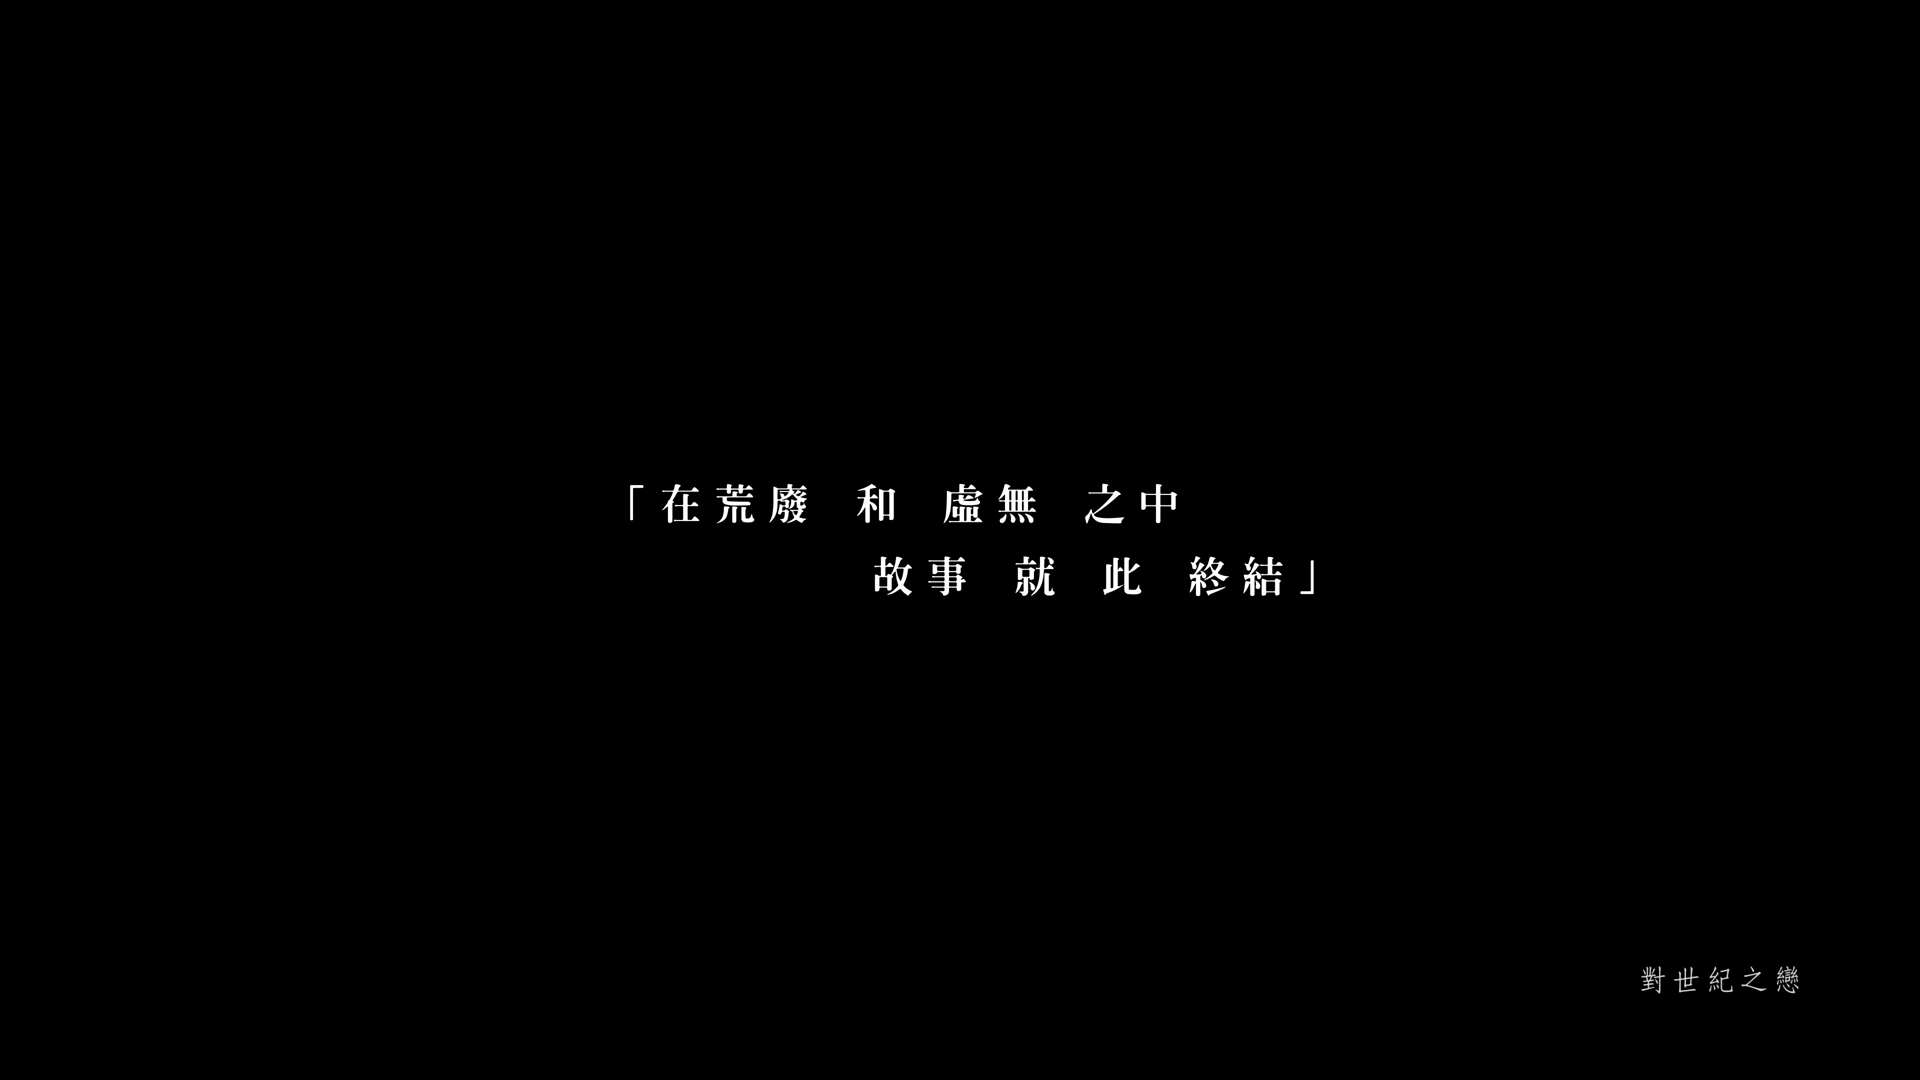 「在荒廢 和 虛無 之中
故事 就 此 終結」
對世紀之戀